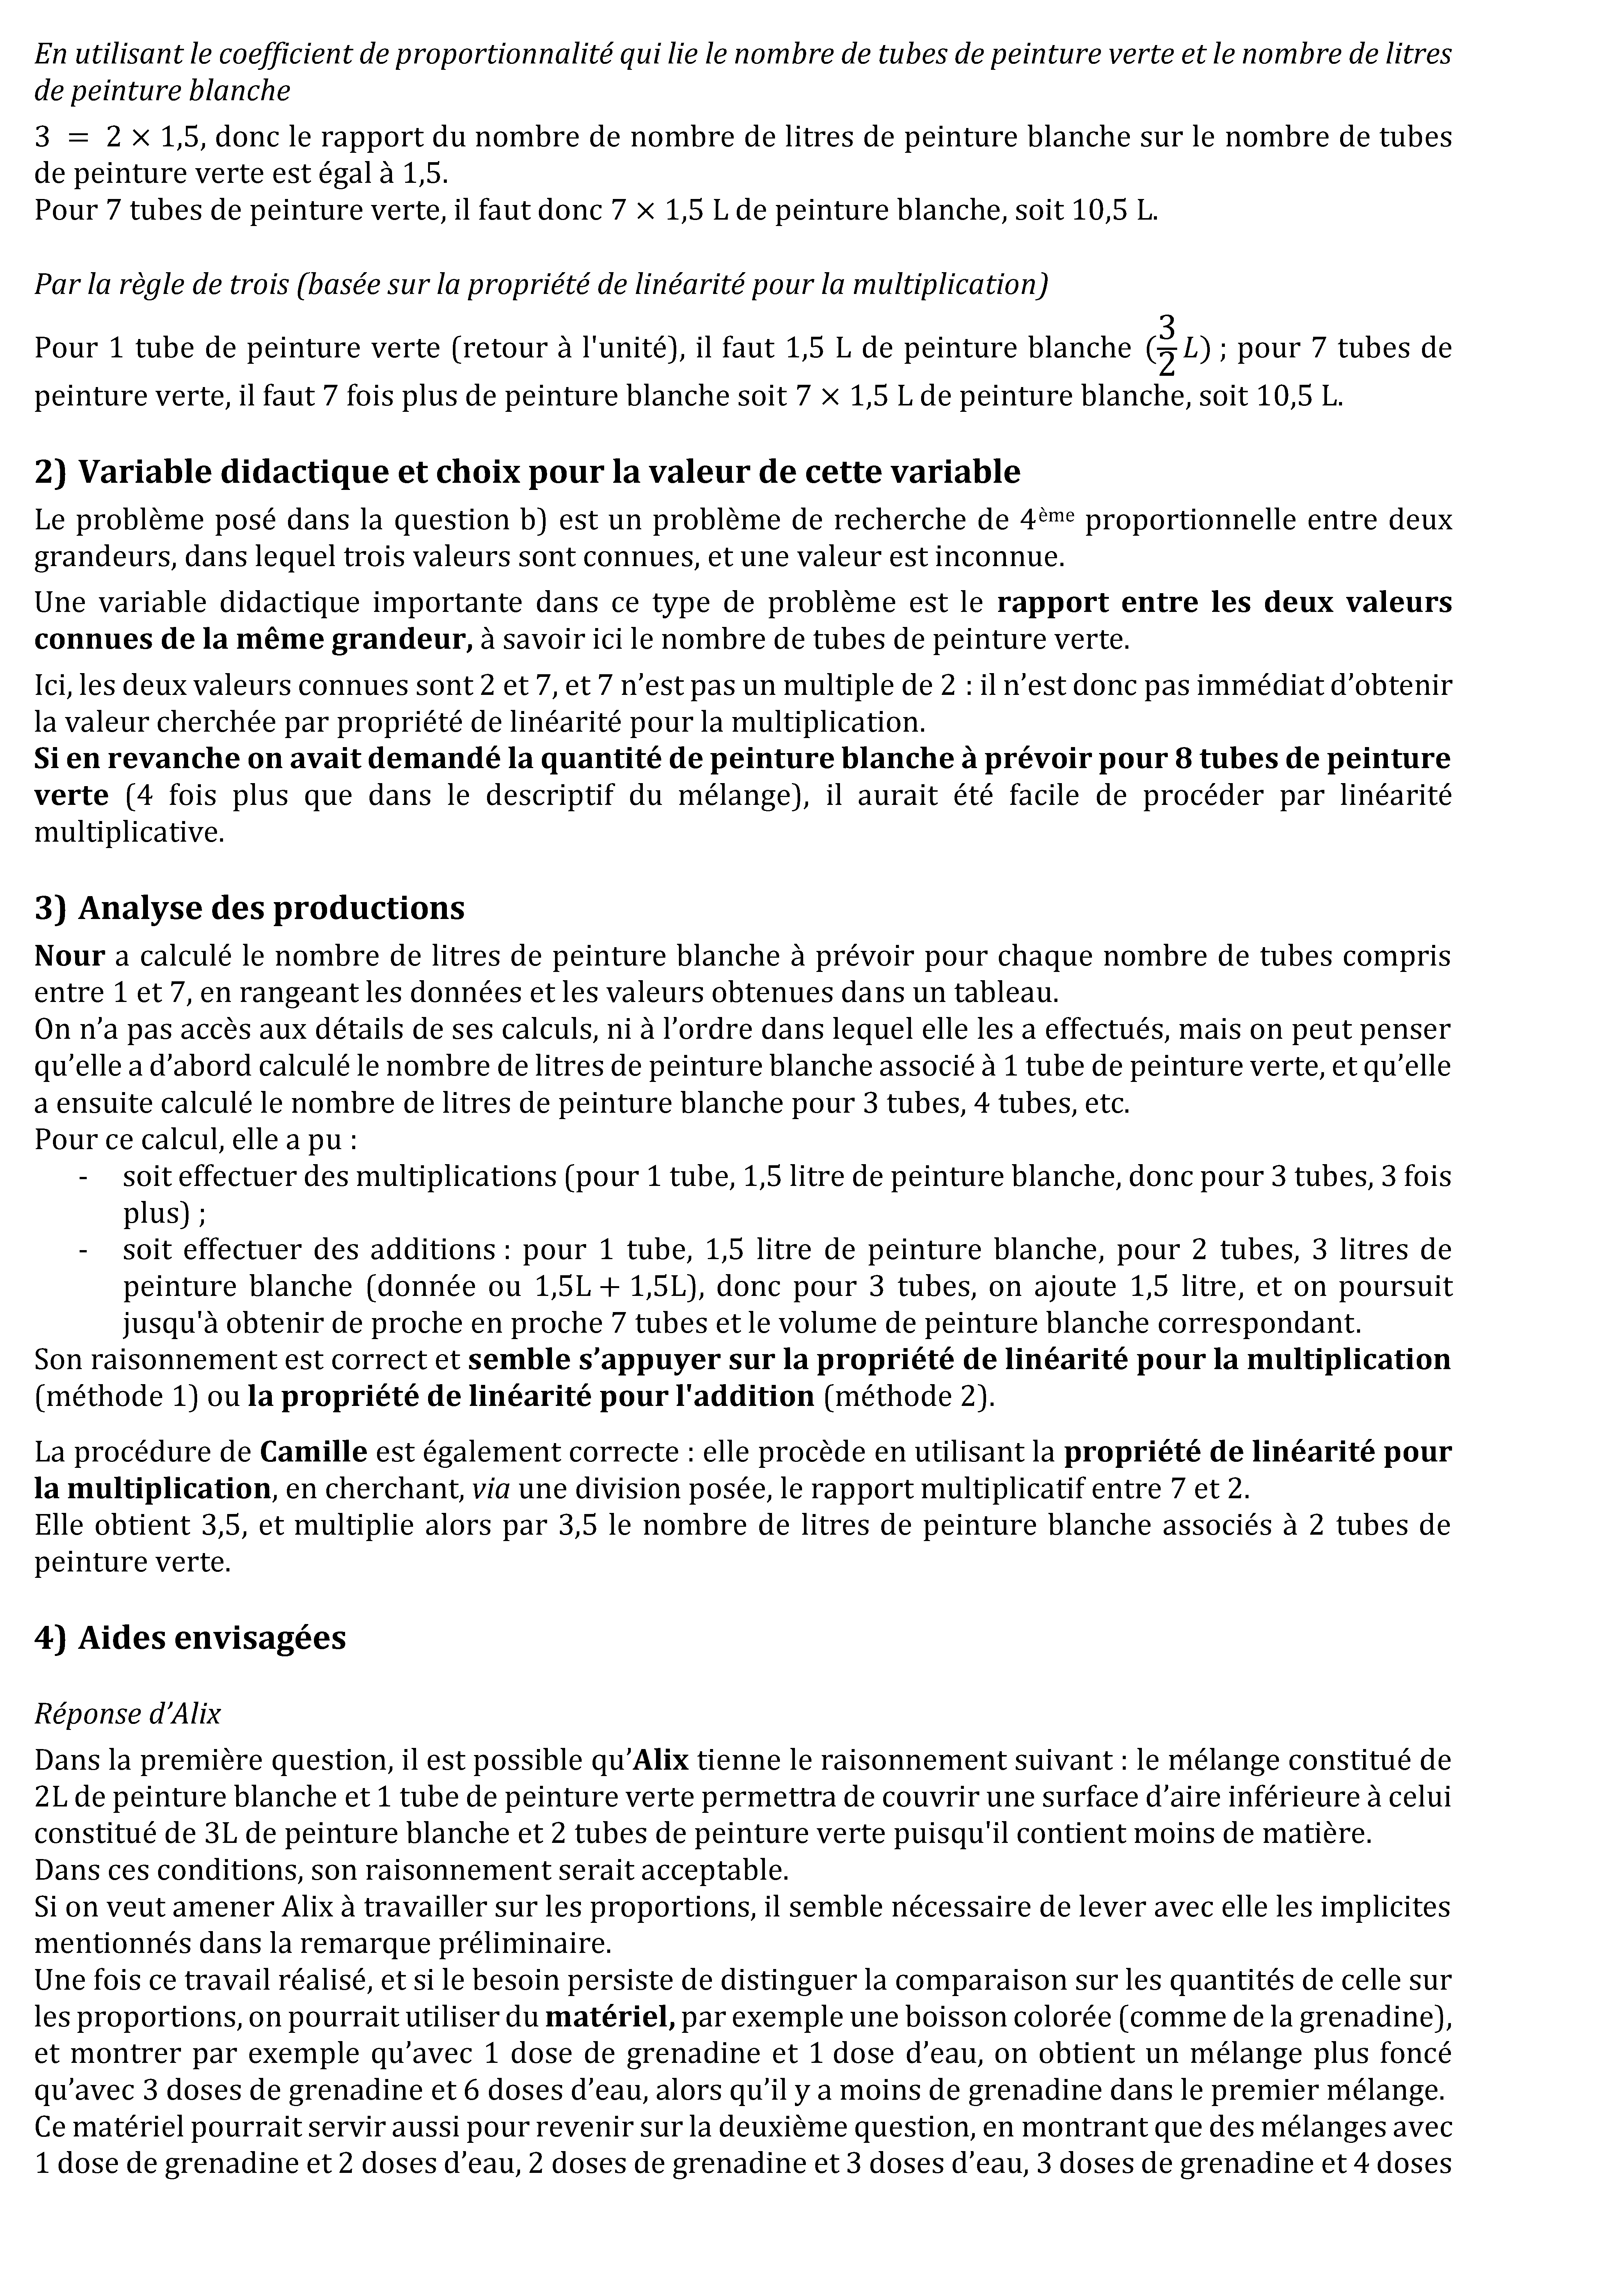 En utilisant le coefficient de proportionnalité qui lie le nombre de tubes de peinture verte et le nombre de litres
de peinture blanche
3 = 2 × 1,5, donc le rapport du nombre de nombre de litres de peinture blanche sur le nombre de tubes
de peinture verte est égal à 1,5.
Pour 7 tubes de peinture verte, il faut donc 7 × 1,5 L de peinture blanche, soit 10,5 L.
Par la règle de trois (basée sur la propriété de linéarité pour la multiplication)
Pour 1 tube de peinture verte (retour à l'unité), il faut 1,5 L de peinture blanche (3/2 L) ; pour 7 tubes de
peinture verte, il faut 7 fois plus de peinture blanche soit 7 × 1,5 L de peinture blanche, soit 10,5 L.
2) Variable didactique et choix pour la valeur de cette variable
Le problème posé dans la question b) est un problème de recherche de 4ème proportionnelle entre deux
grandeurs, dans lequel trois valeurs sont connues, et une valeur est inconnue.
Une variable didactique importante dans ce type de problème est le rapport entre les deux valeurs
connues de la même grandeur, à savoir ici le nombre de tubes de peinture verte.
Ici, les deux valeurs connues sont 2 et 7, et 7 n’est pas un multiple de 2 : il n’est donc pas immédiat d’obtenir
la valeur cherchée par propriété de linéarité pour la multiplication.
Si en revanche on avait demandé la quantité de peinture blanche à prévoir pour 8 tubes de peinture
verte (4 fois plus que dans le descriptif du mélange), il aurait été facile de procéder par linéarité
multiplicative.
3) Analyse des productions
Nour a calculé le nombre de litres de peinture blanche à prévoir pour chaque nombre de tubes compris
entre 1 et 7, en rangeant les données et les valeurs obtenues dans un tableau.
On n’a pas accès aux détails de ses calculs, ni à l’ordre dans lequel elle les a effectués, mais on peut penser
qu’elle a d’abord calculé le nombre de litres de peinture blanche associé à 1 tube de peinture verte, et qu’elle
a ensuite calculé le nombre de litres de peinture blanche pour 3 tubes, 4 tubes, etc.
Pour ce calcul, elle a pu :
- soit effectuer des multiplications (pour 1 tube, 1,5 litre de peinture blanche, donc pour 3 tubes, 3 fois
plus) ;
- soit effectuer des additions : pour 1 tube, 1,5 litre de peinture blanche, pour 2 tubes, 3 litres de
peinture blanche (donnée ou 1,5L + 1,5L), donc pour 3 tubes, on ajoute 1,5 litre, et on poursuit
jusqu'à obtenir de proche en proche 7 tubes et le volume de peinture blanche correspondant.
Son raisonnement est correct et semble s’appuyer sur la propriété de linéarité pour la multiplication
(méthode 1) ou la propriété de linéarité pour l'addition (méthode 2).
La procédure de Camille est également correcte : elle procède en utilisant la propriété de linéarité pour
la multiplication, en cherchant, via une division posée, le rapport multiplicatif entre 7 et 2.
Elle obtient 3,5, et multiplie alors par 3,5 le nombre de litres de peinture blanche associés à 2 tubes de
peinture verte.
4) Aides envisagées
Réponse d’Alix
Dans la première question, il est possible qu’Alix tienne le raisonnement suivant : le mélange constitué de
2L de peinture blanche et 1 tube de peinture verte permettra de couvrir une surface d’aire inférieure à celui
constitué de 3L de peinture blanche et 2 tubes de peinture verte puisqu'il contient moins de matière.
Dans ces conditions, son raisonnement serait acceptable.
Si on veut amener Alix à travailler sur les proportions, il semble nécessaire de lever avec elle les implicites
mentionnés dans la remarque préliminaire.
Une fois ce travail réalisé, et si le besoin persiste de distinguer la comparaison sur les quantités de celle sur
les proportions, on pourrait utiliser du matériel, par exemple une boisson colorée (comme de la grenadine),
et montrer par exemple qu’avec 1 dose de grenadine et 1 dose d’eau, on obtient un mélange plus foncé
qu’avec 3 doses de grenadine et 6 doses d’eau, alors qu’il y a moins de grenadine dans le premier mélange.
Ce matériel pourrait servir aussi pour revenir sur la deuxième question, en montrant que des mélanges avec
1 dose de grenadine et 2 doses d’eau, 2 doses de grenadine et 3 doses d’eau, 3 doses de grenadine et 4 doses